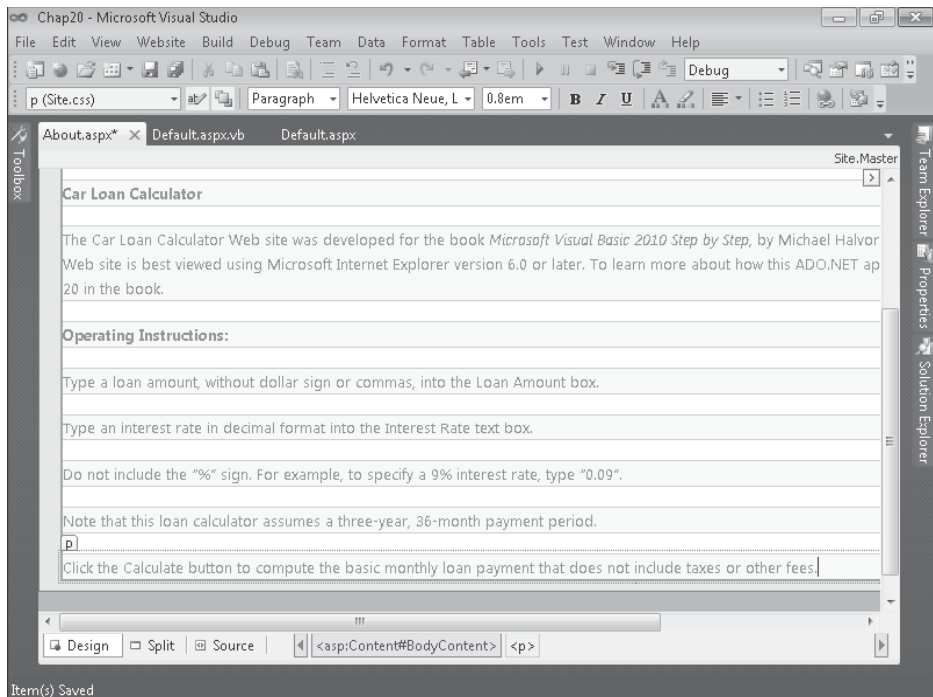 Chap20 - Microsoft Visual Studio
File Edit View Website Build Debug Team Data Format Table Tools Test Window Help
Debug
p (Site.css) Paragraph Helvetica Neue, L 0.8em B I U A
Toolbox
About.aspx* Default.aspx.vb Default.aspx
Site.Master
Car Loan Calculator
The Car Loan Calculator Web site was developed for the book Microsoft Visual Basic 2010 Step by Step, by Michael Halvor
Web site is best viewed using Microsoft Internet Explorer version 6.0 or later. To learn more about how this ADO.NET ap
20 in the book.
Operating Instructions:
Type a loan amount, without dollar sign or commas, into the Loan Amount box.
Type an interest rate in decimal format into the Interest Rate text box.
Do not include the "%" sign. For example, to specify a 9% interest rate, type "0.09".
Note that this loan calculator assumes a three-year, 36-month payment period.
p
Click the Calculate button to compute the basic monthly loan payment that does not include taxes or other fees.
Team Explorer
Properties
Solution Explorer
Design Split Source <asp:Content#BodyContent> <p>
Item(s) Saved